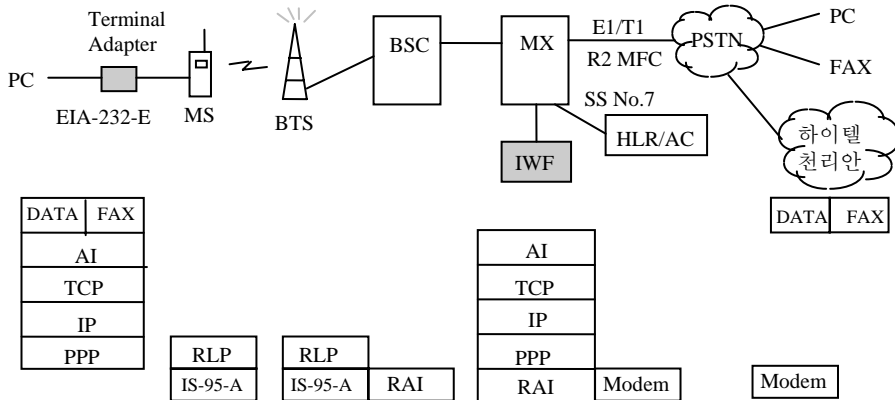 Terminal
Adapter
PC
EIA-232-E
MS
BTS
BSC
MX
E1/T1
R2 MFC
SS No.7
HLR/AC
IWF
PSTN
PC
FAX
하이텔
천리안
DATA FAX
AI
TCP
IP
PPP
RLP
IS-95-A
RLP
IS-95-A RAI
AI
TCP
IP
PPP
RAI Modem
DATA FAX
Modem